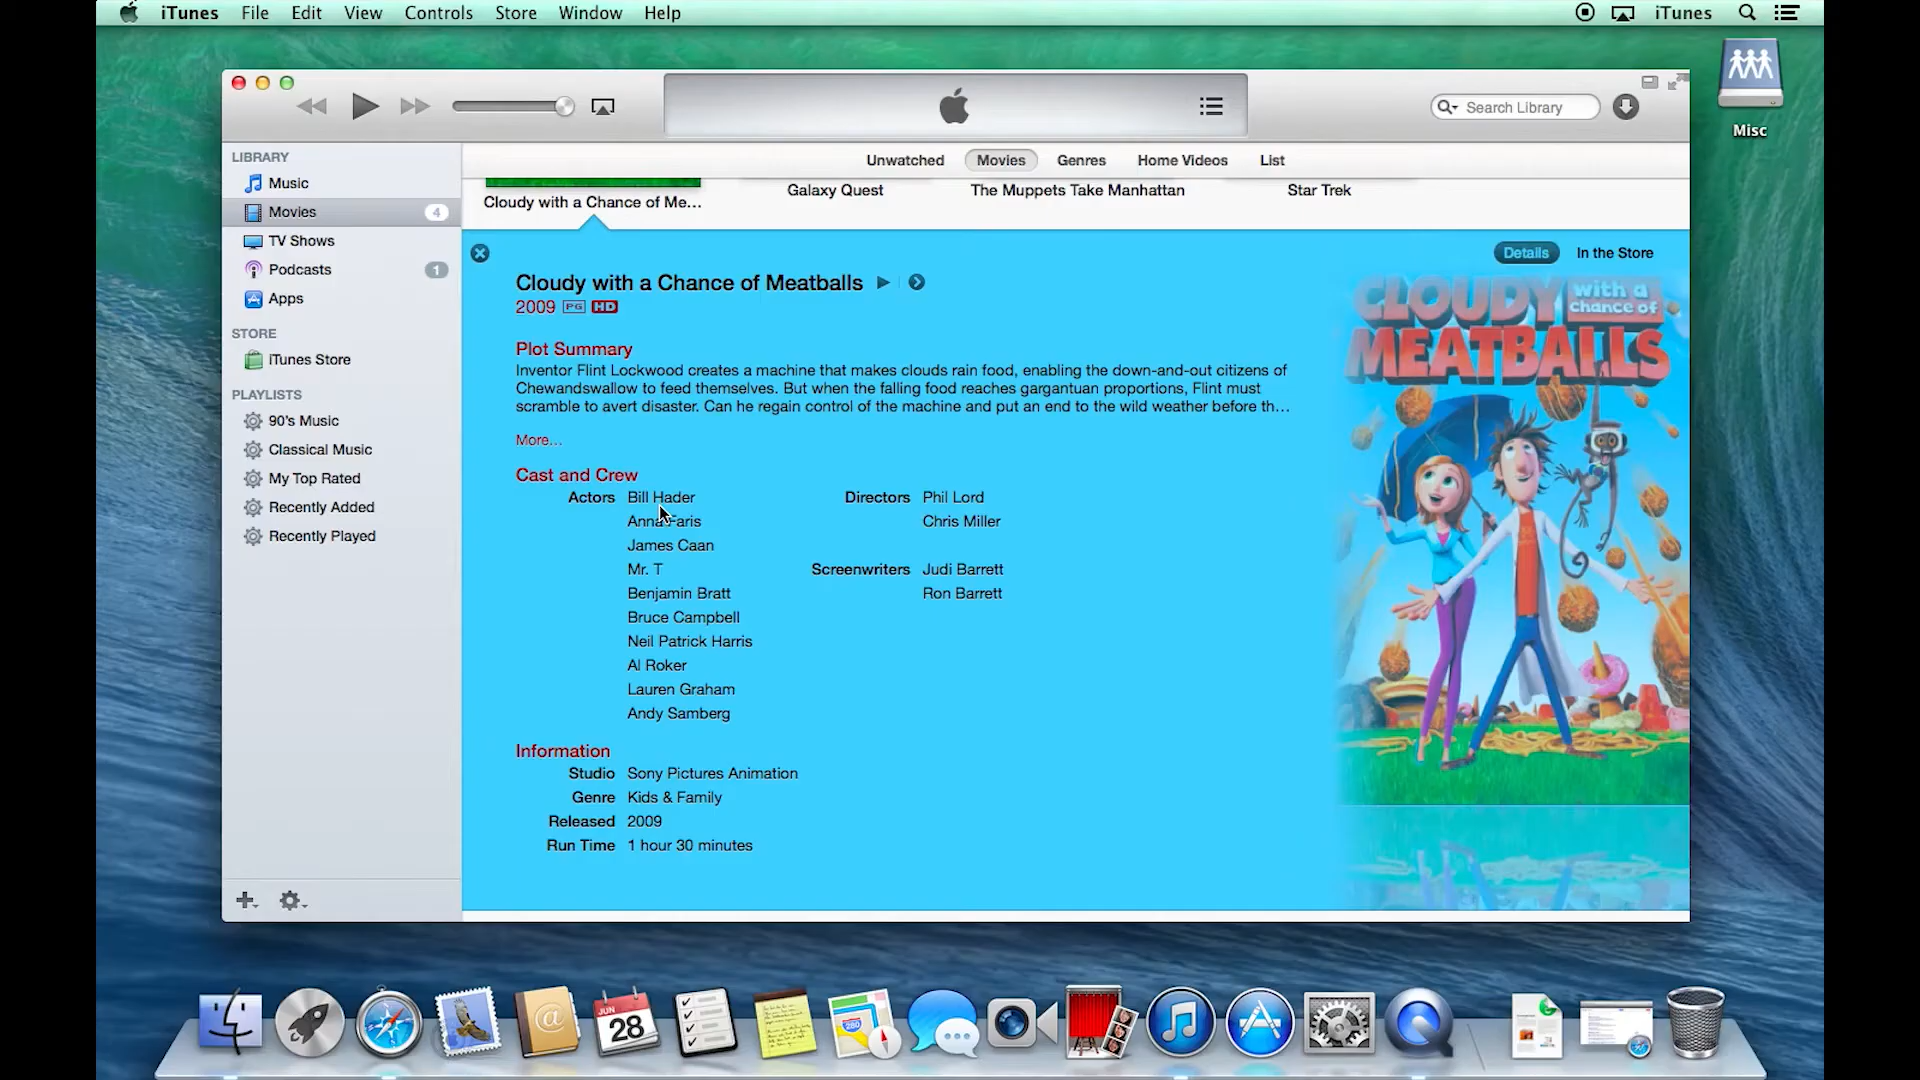 iTunes File Edit View Controls Store Window Help
iTunes
Misc
Search Library
LIBRARY
Music
Movies 4
TV Shows
Podcasts 1
Apps
STORE
iTunes Store
PLAYLISTS
90's Music
Classical Music
My Top Rated
Recently Added
Recently Played
Unwatched Movies Genres Home Videos List
Cloudy with a Chance of Me... Galaxy Quest The Muppets Take Manhattan Star Trek
Details In the Store
Cloudy with a Chance of Meatballs
2009 PG HD
Plot Summary
Inventor Flint Lockwood creates a machine that makes clouds rain food, enabling the down-and-out citizens of
Chewandswallow to feed themselves. But when the falling food reaches gargantuan proportions, Flint must
scramble to avert disaster. Can he regain control of the machine and put an end to the wild weather before th...
More...
Cast and Crew
Actors Bill Hader Directors Phil Lord
Anna Faris Chris Miller
James Caan
Mr. T Screenwriters Judi Barrett
Benjamin Bratt Ron Barrett
Bruce Campbell
Neil Patrick Harris
Al Roker
Lauren Graham
Andy Samberg
Information
Studio Sony Pictures Animation
Genre Kids & Family
Released 2009
Run Time 1 hour 30 minutes
CLOUDY with a
chance of
MEATBALLS
JUN
28
280